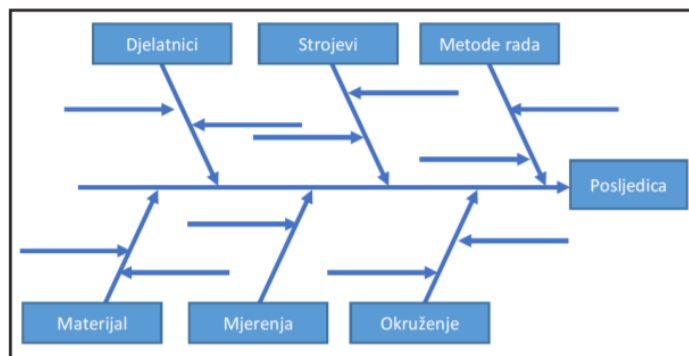 Djelatnici
Strojevi
Metode rada
Posljedica
Materijal
Mjerenja
Okruženje